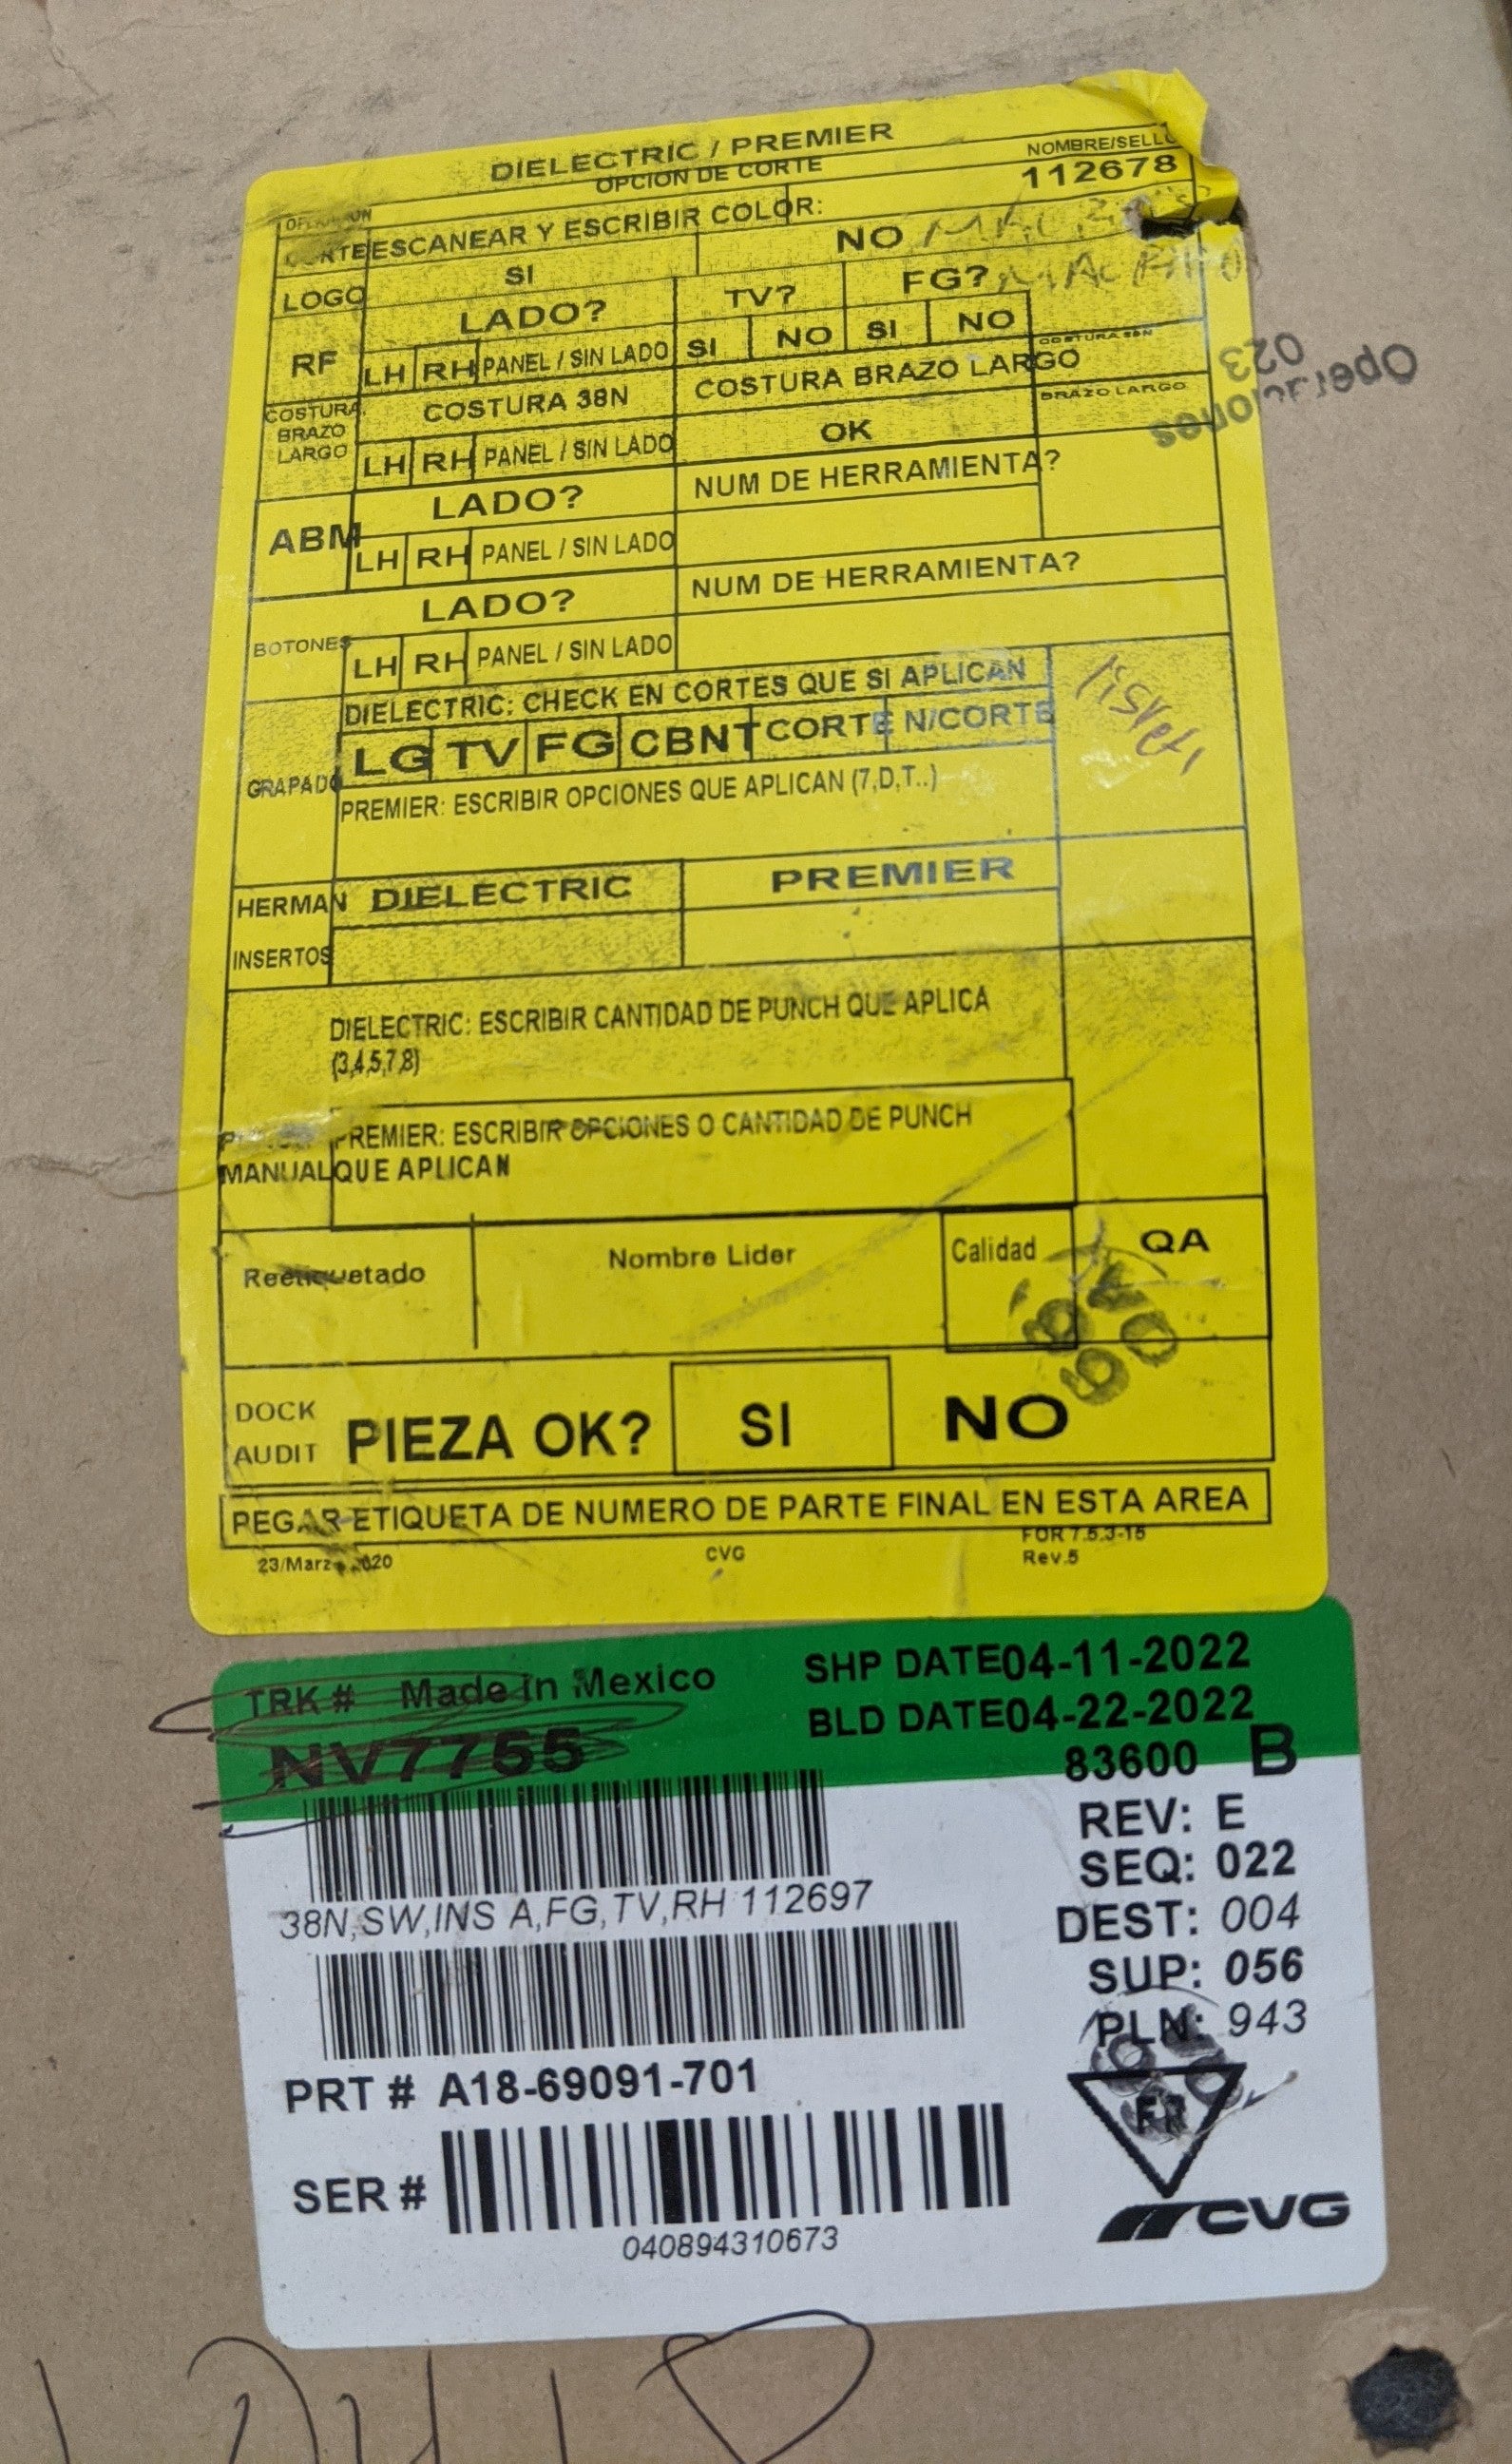 DIELECTRIC / PREMIER
OPCION DE CORTE NOMBRE/SELLO
ESCANEAR Y ESCRIBIR COLOR: 112678
LOGO SI NO
RF LADO? TV? FG?
LH RH PANEL / SIN LADO SI NO SI NO
COSTURA BRAZO LARGO COSTURA 38N COSTURA BRAZO LARGO COSTURA 38N
LH RH PANEL / SIN LADO OK BRAZO LARGO
Operaciones
023
ABM LADO? NUM DE HERRAMIENTA?
LH RH PANEL / SIN LADO
BOTONES LADO? NUM DE HERRAMIENTA?
LH RH PANEL / SIN LADO
GRAPADO DIELECTRIC: CHECK EN CORTES QUE SI APLICAN
LG TV FG CBNT CORTE N/CORTE
PREMIER: ESCRIBIR OPCIONES QUE APLICAN (7,D,T..)
HERMAN DIELECTRIC PREMIER
INSERTOS
DIELECTRIC: ESCRIBIR CANTIDAD DE PUNCH QUE APLICA
(3,4,5,7,8)
PREMIER: ESCRIBIR OPCIONES O CANTIDAD DE PUNCH
MANUAL QUE APLICAN
Reetiquetado Nombre Lider Calidad QA
DOCK
AUDIT PIEZA OK? SI NO
PEGAR ETIQUETA DE NUMERO DE PARTE FINAL EN ESTA AREA
CVG FOR 7.5.3-15
Rev.5
TRK # Made in Mexico SHP DATE04-11-2022
NV7755 BLD DATE04-22-2022
83600 B
REV: E
SEQ: 022
38N,SW,INS A,FG,TV,RH 112697
DEST: 004
SUP: 056
PLN: 943
PRT # A18-69091-701
SER #
040894310673
CVG